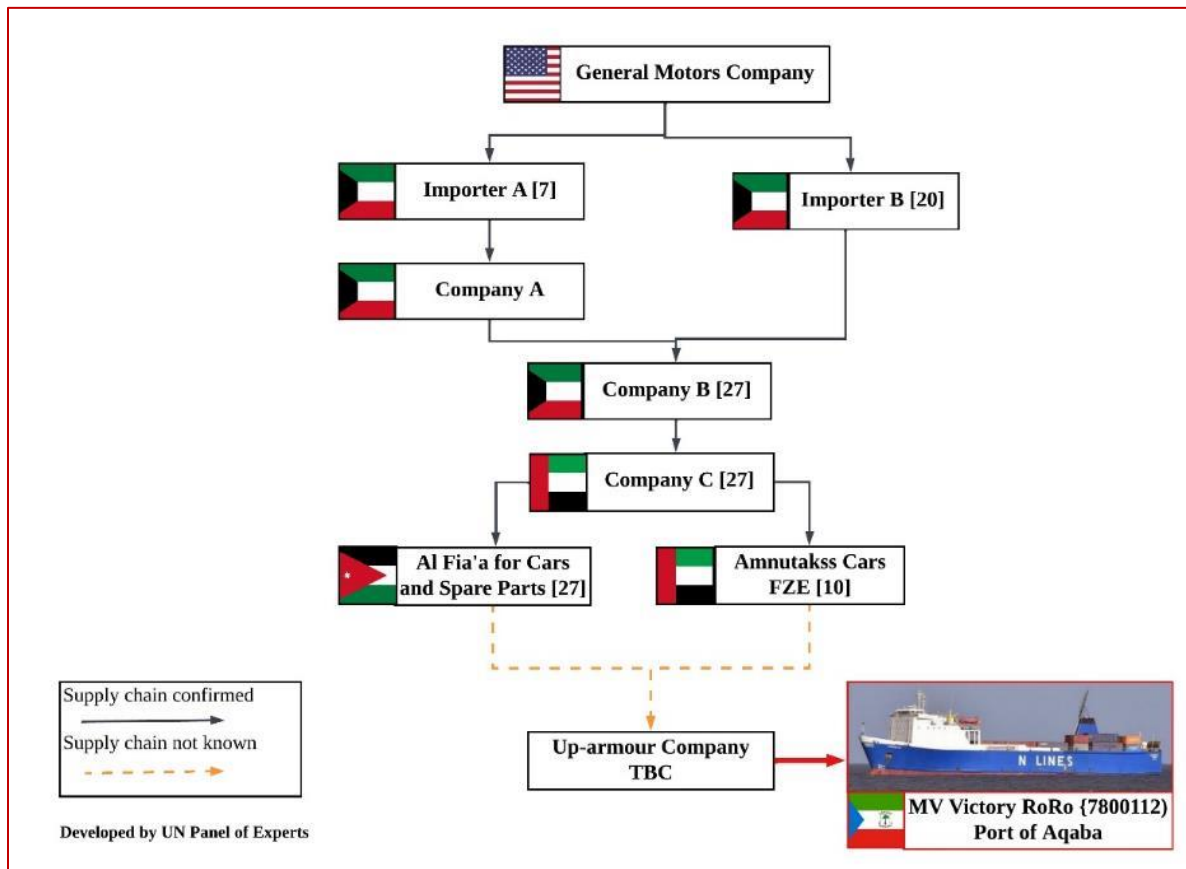 General Motors Company
Importer A [7]
Importer B [20]
Company A
Company B [27]
Company C [27]
Al Fia'a for Cars
and Spare Parts [27]
Amnutakss Cars
FZE [10]
Supply chain confirmed
Supply chain not known
Up-armour Company
TBC
N LINES
MV Victory RoRo {7800112)
Port of Aqaba
Developed by UN Panel of Experts